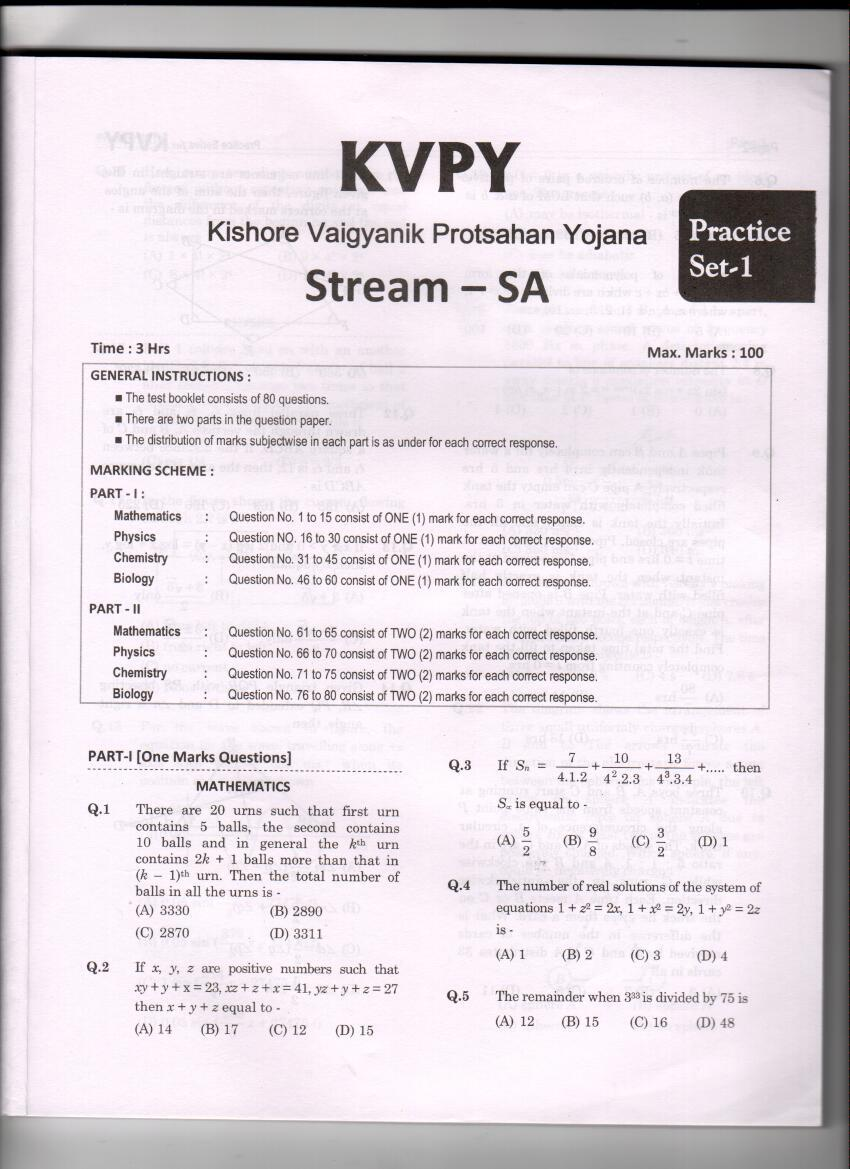 KVPY
Kishore Vaigyanik Protsahan Yojana
Stream – SA
Practice
Set-1
Time : 3 Hrs
Max. Marks : 100
GENERAL INSTRUCTIONS :
■ The test booklet consists of 80 questions.
■ There are two parts in the question paper.
■ The distribution of marks subjectwise in each part is as under for each correct response.
MARKING SCHEME :
PART - I :
Mathematics : Question No. 1 to 15 consist of ONE (1) mark for each correct response.
Physics : Question NO. 16 to 30 consist of ONE (1) mark for each correct response.
Chemistry : Question No. 31 to 45 consist of ONE (1) mark for each correct response.
Biology : Question No. 46 to 60 consist of ONE (1) mark for each correct response.
PART - II
Mathematics : Question No. 61 to 65 consist of TWO (2) marks for each correct response.
Physics : Question No. 66 to 70 consist of TWO (2) marks for each correct response.
Chemistry : Question No. 71 to 75 consist of TWO (2) marks for each correct response.
Biology : Question No. 76 to 80 consist of TWO (2) marks for each correct response.
PART-I [One Marks Questions]
MATHEMATICS
Q.1 There are 20 urns such that first urn
contains 5 balls, the second contains
10 balls and in general the kᵗʰ urn
contains 2k + 1 balls more than that in
(k – 1)ᵗʰ urn. Then the total number of
balls in all the urns is -
(A) 3330 (B) 2890
(C) 2870 (D) 3311
Q.2 If x, y, z are positive numbers such that
xy + y + x = 23, xz + z + x = 41, yz + y + z = 27
then x + y + z equal to -
(A) 14 (B) 17 (C) 12 (D) 15
Q.3 If Sₙ = 7/4.1.2 + 10/4².2.3 + 13/4³.3.4 +..... then
S∞ is equal to -
(A) 5/2 (B) 9/8 (C) 3/2 (D) 1
Q.4 The number of real solutions of the system of
equations 1 + z² = 2x, 1 + x² = 2y, 1 + y² = 2z
is -
(A) 1 (B) 2 (C) 3 (D) 4
Q.5 The remainder when 3³³ is divided by 75 is
(A) 12 (B) 15 (C) 16 (D) 48